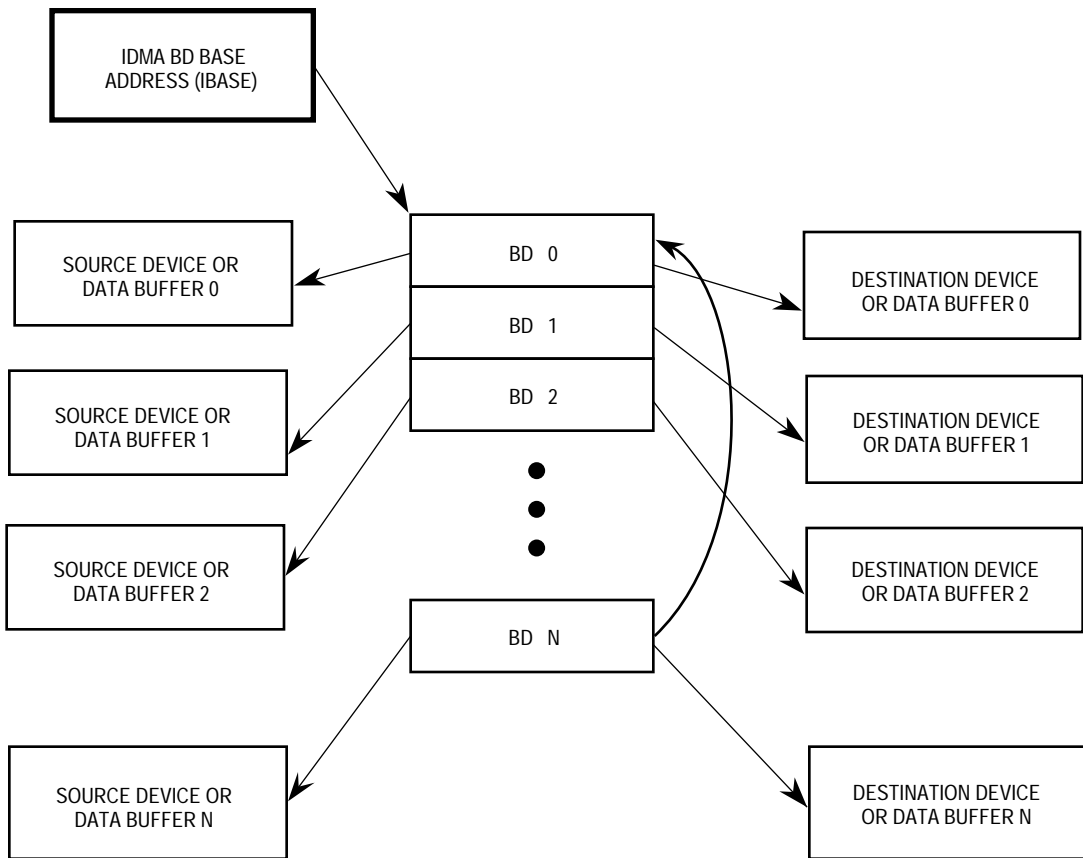 IDMA BD BASE
ADDRESS (IBASE)
BD 0
SOURCE DEVICE OR
DATA BUFFER 0
DESTINATION DEVICE
OR DATA BUFFER 0
BD 1
SOURCE DEVICE OR
DATA BUFFER 1
DESTINATION DEVICE
OR DATA BUFFER 1
BD 2
SOURCE DEVICE OR
DATA BUFFER 2
DESTINATION DEVICE
OR DATA BUFFER 2
BD N
SOURCE DEVICE OR
DATA BUFFER N
DESTINATION DEVICE
OR DATA BUFFER N